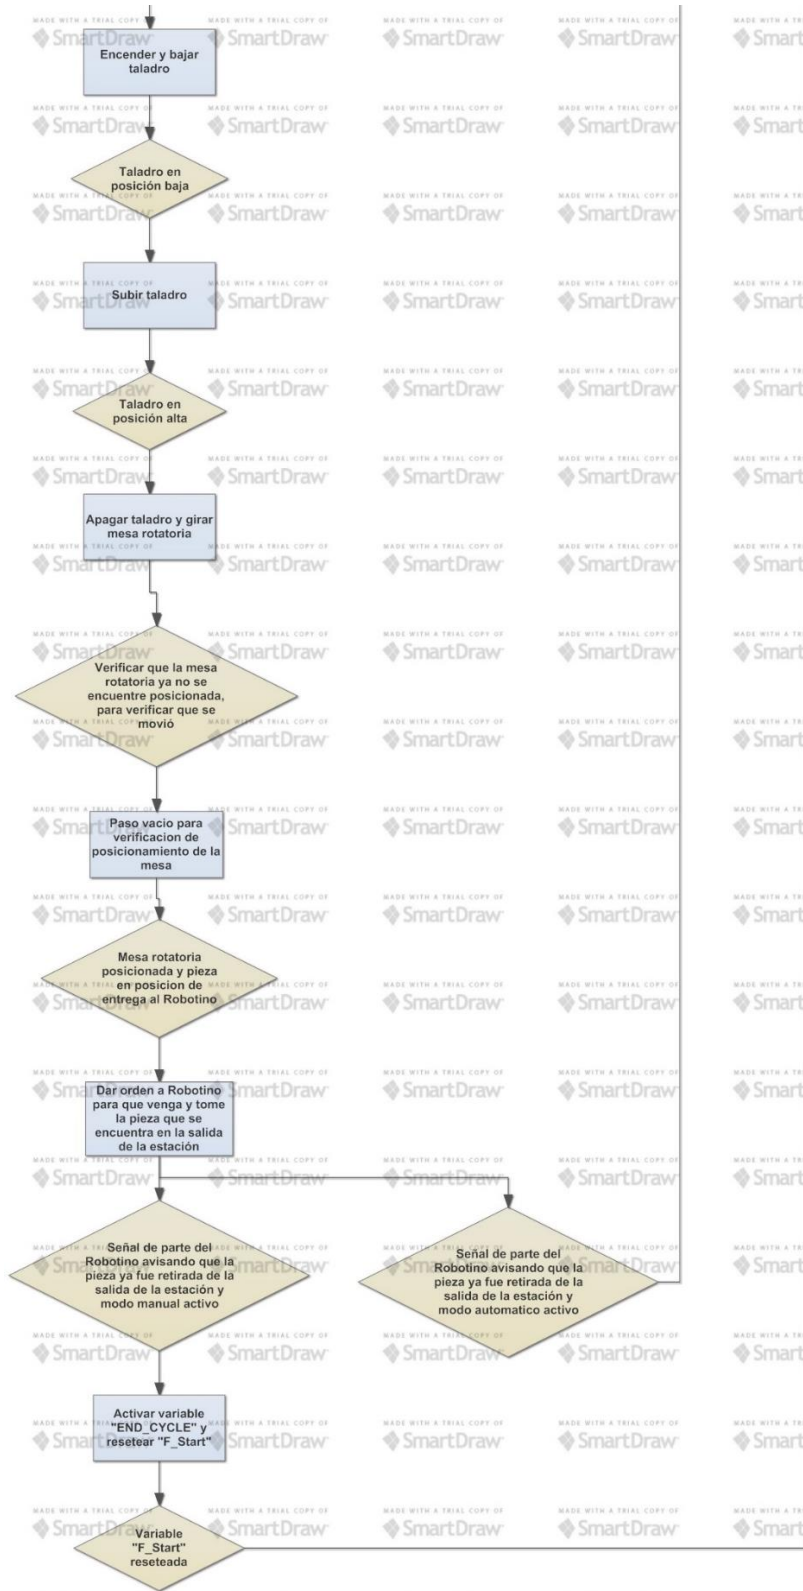 Encender y bajar
taladro
Taladro en
posición baja
Subir taladro
Taladro en
posición alta
Apagar taladro y girar
mesa rotatoria
Verificar que la mesa
rotatoria ya no se
encuentre posicionada,
para verificar que se
movió
Paso vacio para
verificacion de
posicionamiento de la
mesa
Mesa rotatoria
posicionada y pieza
en posicion de
entrega al Robotino
Dar orden a Robotino
para que venga y tome
la pieza que se
encuentra en la salida
de la estación
Señal de parte del
Robotino avisando que la
pieza ya fue retirada de la
salida de la estación y
modo manual activo
Señal de parte del
Robotino avisando que la
pieza ya fue retirada de la
salida de la estación y
modo automatico activo
Activar variable
"END_CYCLE" y
resetear "F_Start"
Variable
"F_Start"
reseteada
MADE WITH A TRIAL COPY OF
SmartDraw